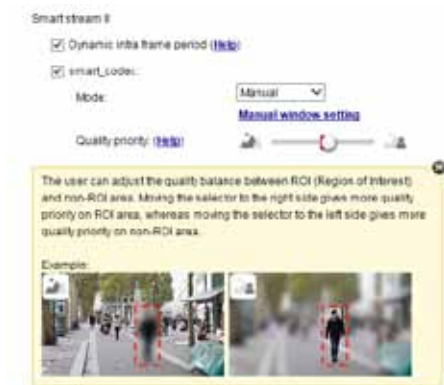 Smart stream II
Dynamic intra frame period (Help)
smart_codec:
Mode: Manual
Manual window setting
Quality priority: (Help)
The user can adjust the quality balance between ROI (Region of Interest)
and non-ROI area. Moving the selector to the right side gives more quality
priority on ROI area, whereas moving the selector to the left side gives more
quality priority on non-ROI area.
Example: